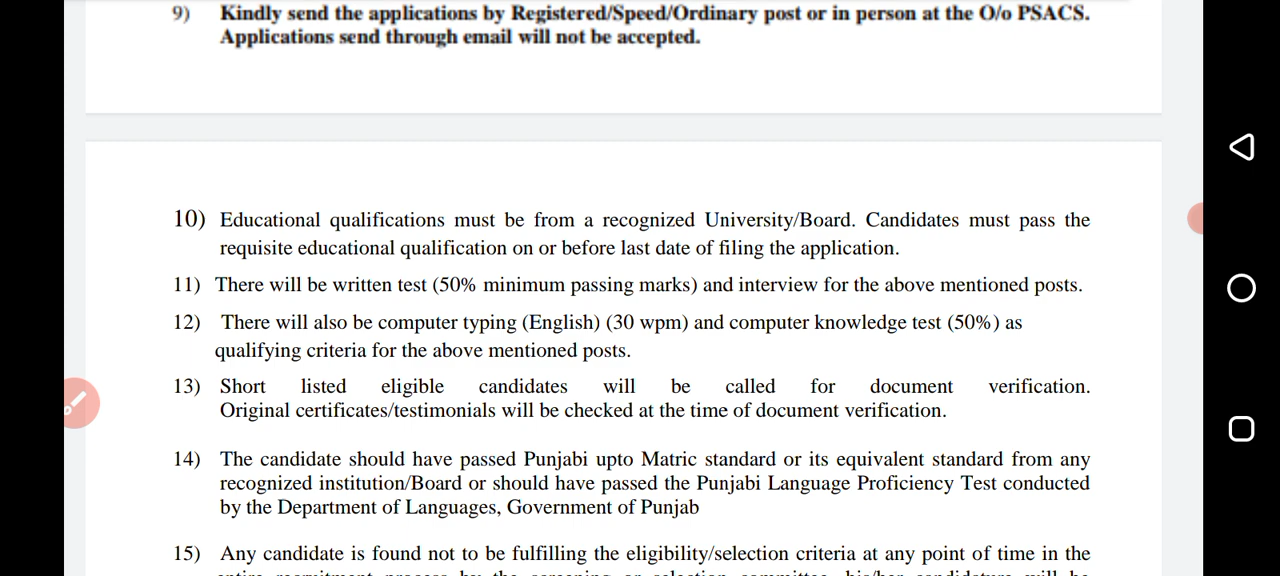 9) Kindly send the applications by Registered/Speed/Ordinary post or in person at the O/o PSACS.
Applications send through email will not be accepted.
10) Educational qualifications must be from a recognized University/Board. Candidates must pass the
requisite educational qualification on or before last date of filing the application.
11) There will be written test (50% minimum passing marks) and interview for the above mentioned posts.
12) There will also be computer typing (English) (30 wpm) and computer knowledge test (50%) as
qualifying criteria for the above mentioned posts.
13) Short listed eligible candidates will be called for document verification.
Original certificates/testimonials will be checked at the time of document verification.
14) The candidate should have passed Punjabi upto Matric standard or its equivalent standard from any
recognized institution/Board or should have passed the Punjabi Language Proficiency Test conducted
by the Department of Languages, Government of Punjab
15) Any candidate is found not to be fulfilling the eligibility/selection criteria at any point of time in the